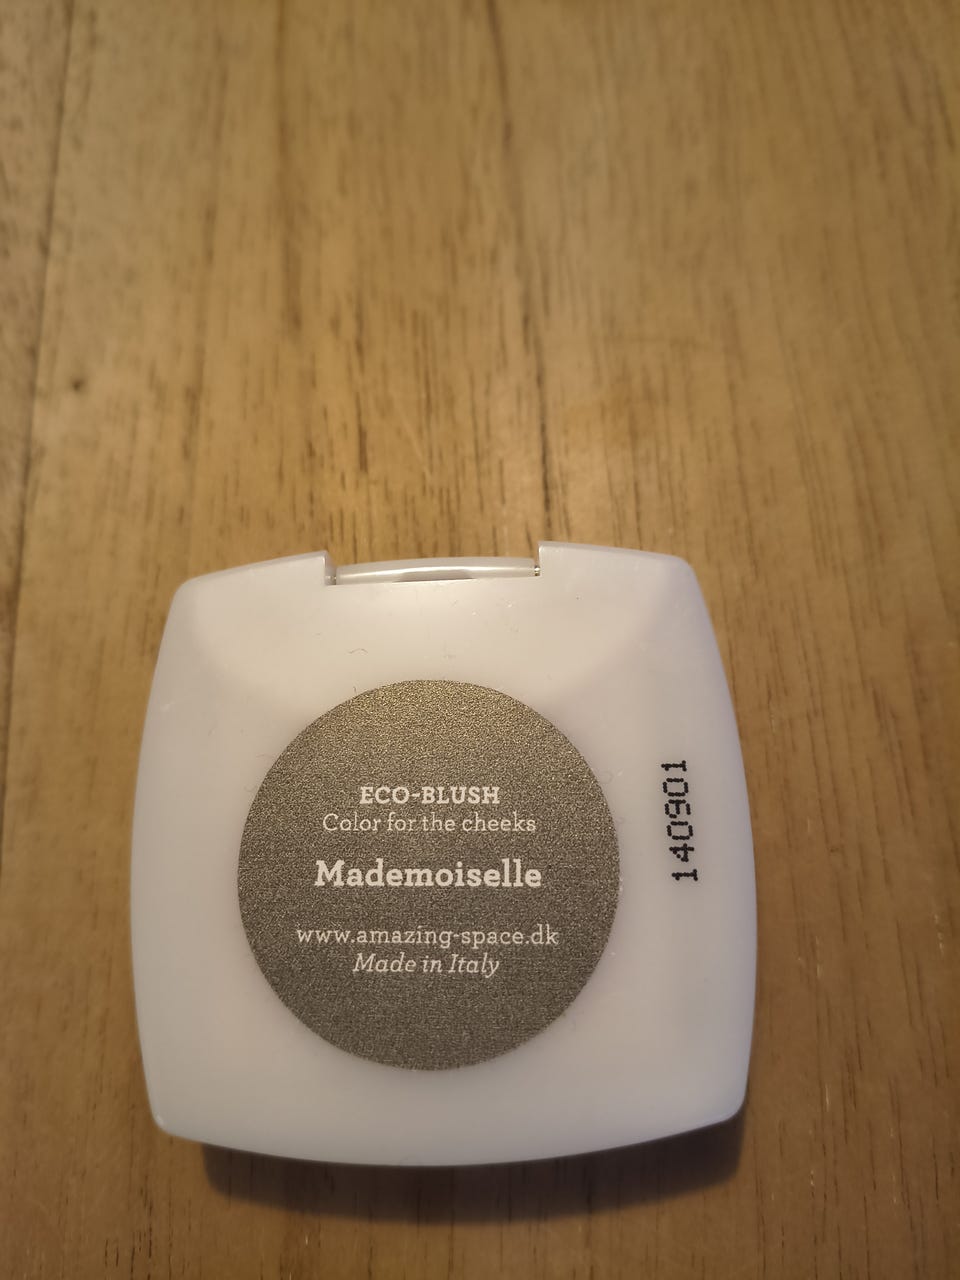 ECO-BLUSH
Color for the cheeks
Mademoiselle
www.amazing-space.dk
Made in Italy
140901